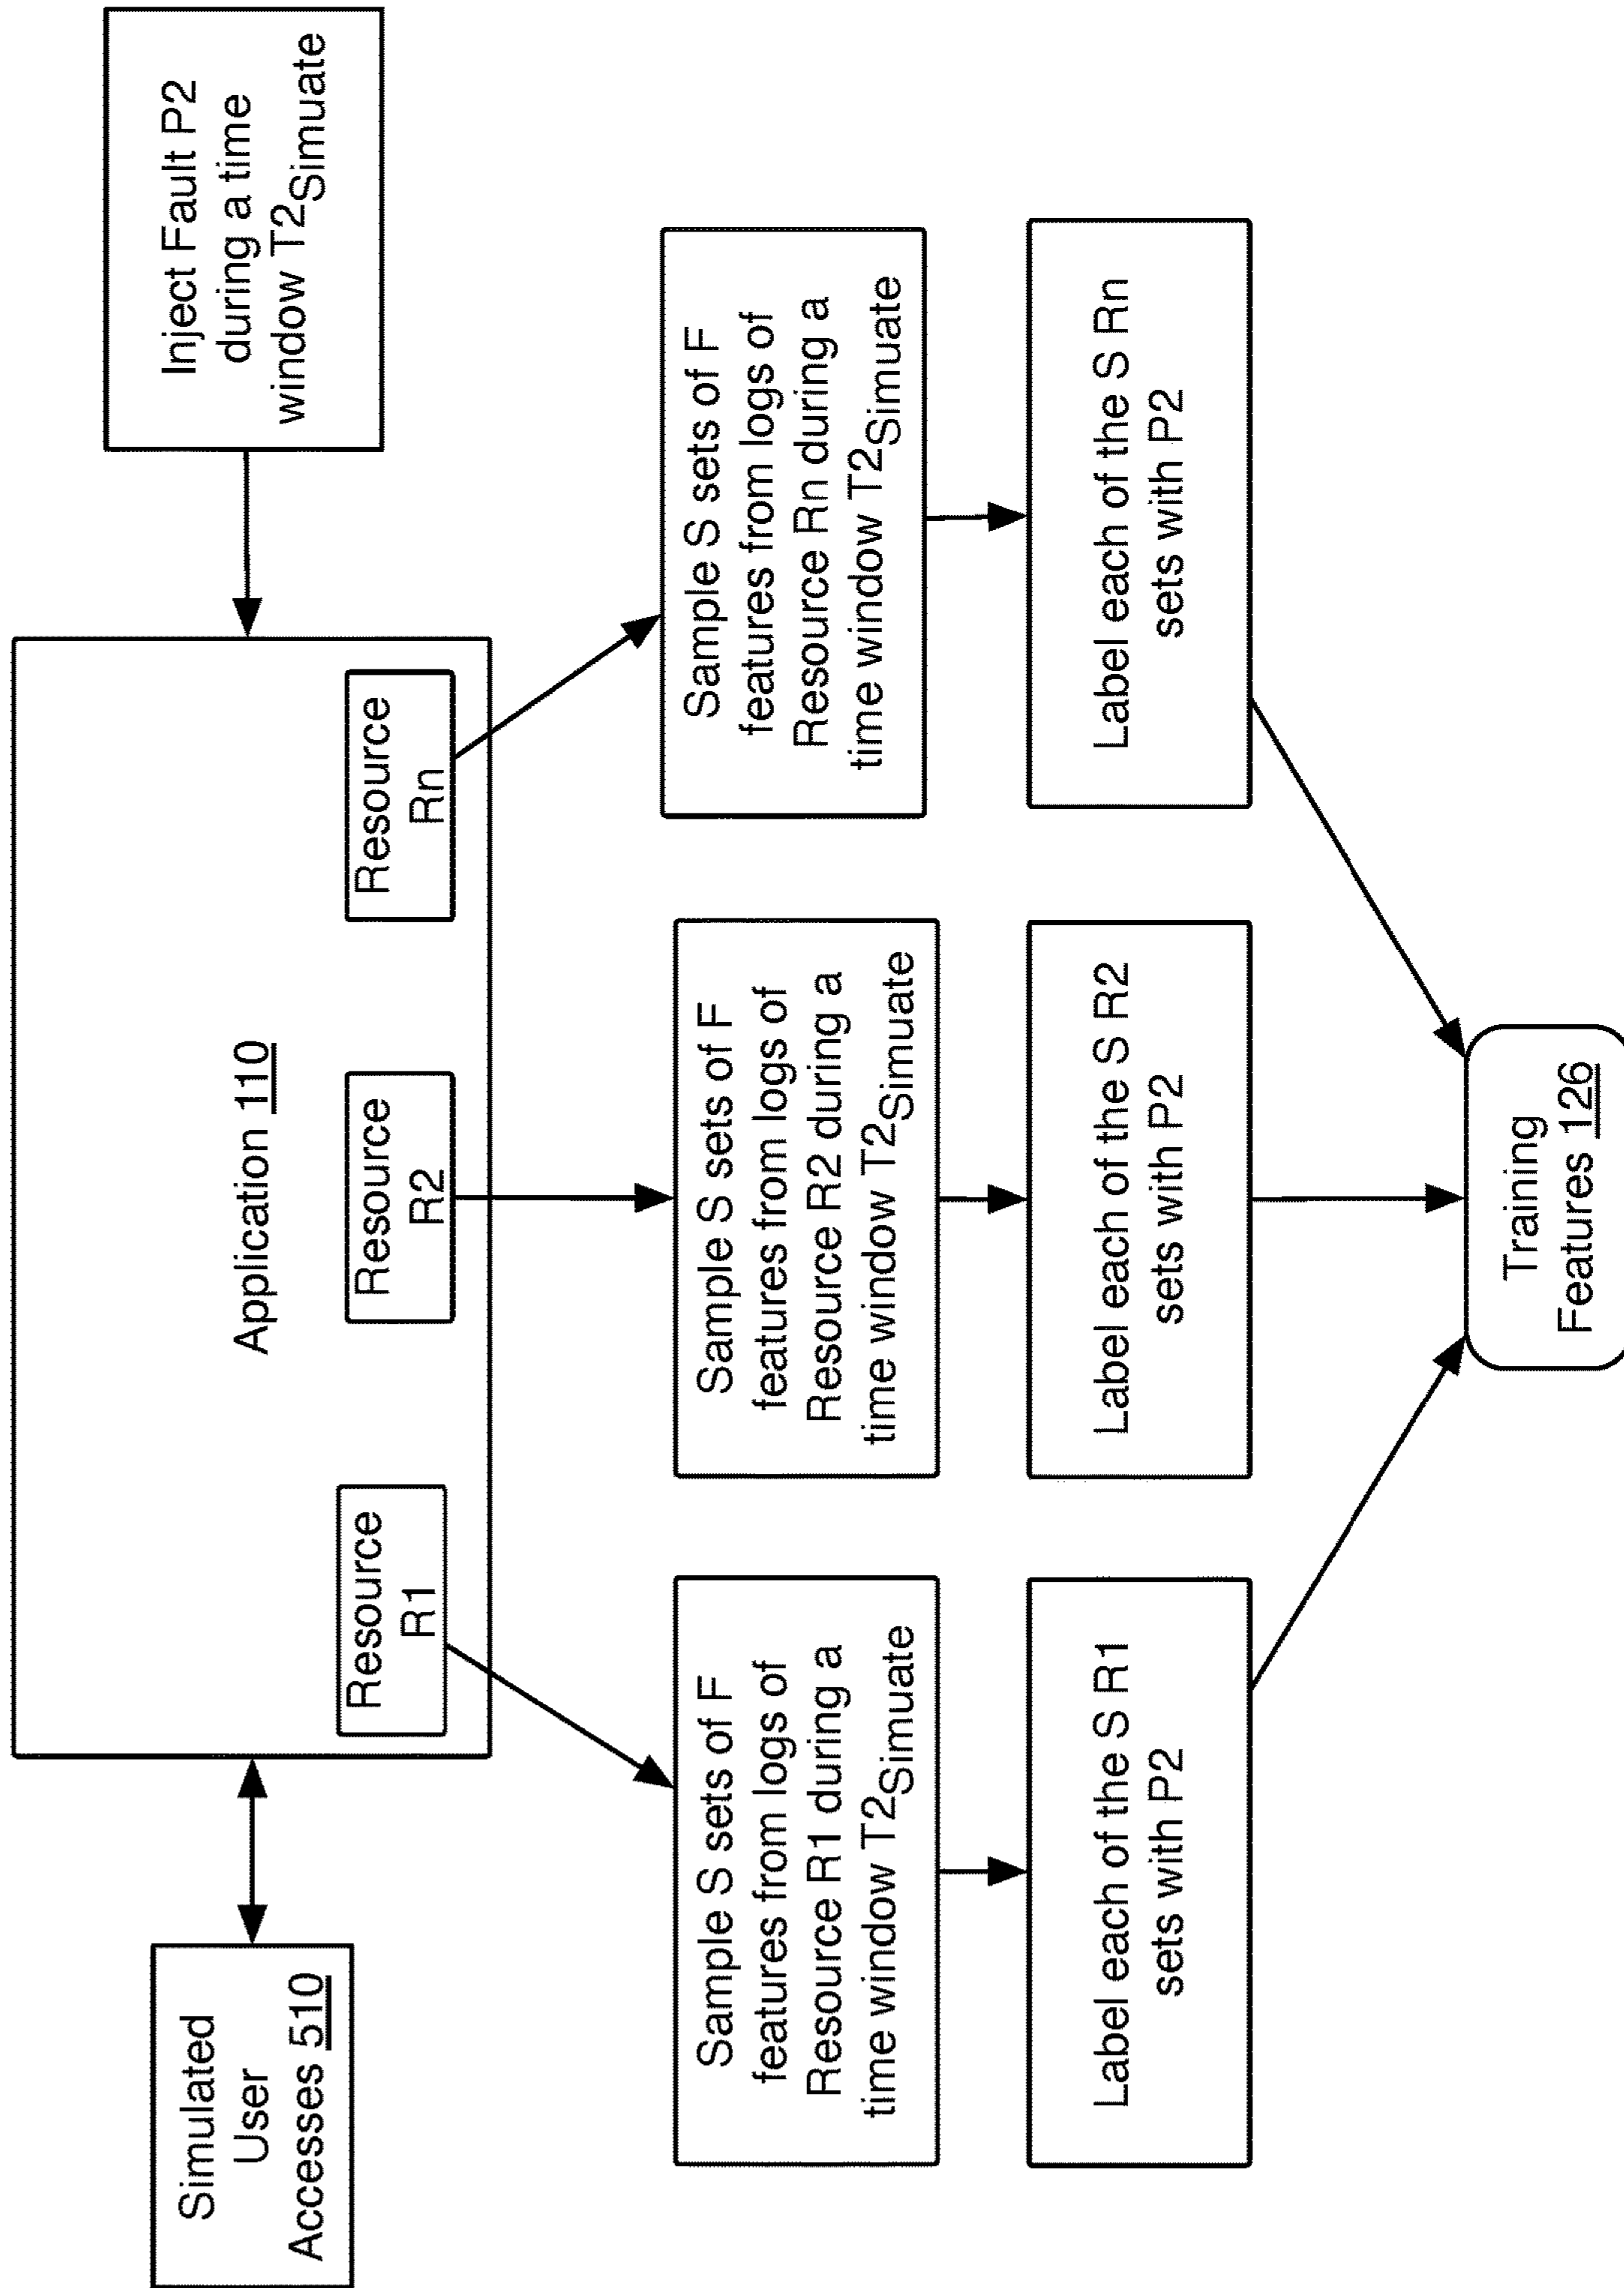 Simulated
User
Accesses 510
Application 110
Resource
R1
Resource
R2
Resource
Rn
Inject Fault P2
during a time
window T2Simuate
Sample S sets of F
features from logs of
Resource R1 during a
time window T2Simuate
Sample S sets of F
features from logs of
Resource R2 during a
time window T2Simuate
Sample S sets of F
features from logs of
Resource Rn during a
time window T2Simuate
Label each of the S R1
sets with P2
Label each of the S R2
sets with P2
Label each of the S Rn
sets with P2
Training
Features 126